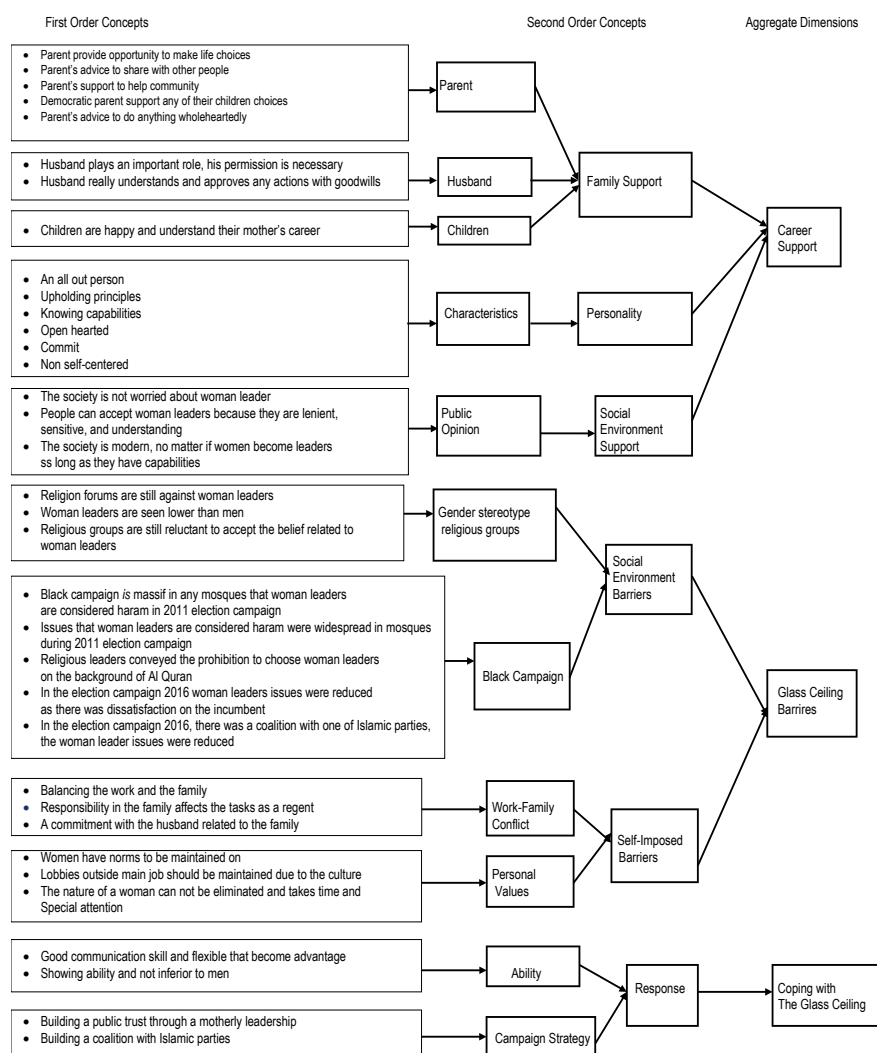 First Order Concepts
Second Order Concepts
Aggregate Dimensions
• Parent provide opportunity to make life choices
• Parent's advice to share with other people
• Parent's support to help community
• Democratic parent support any of their children choices
• Parent's advice to do anything wholeheartedly
Parent
• Husband plays an important role, his permission is necessary
• Husband really understands and approves any actions with goodwills
Husband
Family Support
• Children are happy and understand their mother's career
Children
Career
Support
• An all out person
• Upholding principles
• Knowing capabilities
• Open hearted
• Commit
• Non self-centered
Characteristics
Personality
• The society is not worried about woman leader
• People can accept woman leaders because they are lenient,
sensitive, and understanding
• The society is modern, no matter if women become leaders
ss long as they have capabilities
Public
Opinion
Social
Environment
Support
• Religion forums are still against woman leaders
• Woman leaders are seen lower than men
• Religious groups are still reluctant to accept the belief related to
woman leaders
Gender stereotype
religious groups
Social
Environment
Barriers
• Black campaign is massif in any mosques that woman leaders
are considered haram in 2011 election campaign
• Issues that woman leaders are considered haram were widespread in mosques
during 2011 election campaign
• Religious leaders conveyed the prohibition to choose woman leaders
on the background of Al Quran
• In the election campaign 2016 woman leaders issues were reduced
as there was dissatisfaction on the incumbent
• In the election campaign 2016, there was a coalition with one of Islamic parties,
the woman leader issues were reduced
Black Campaign
Glass Ceiling
Barrires
• Balancing the work and the family
• Responsibility in the family affects the tasks as a regent
• A commitment with the husband related to the family
Work-Family
Conflict
Self-Imposed
Barriers
• Women have norms to be maintained on
• Lobbies outside main job should be maintained due to the culture
• The nature of a woman can not be eliminated and takes time and
Special attention
Personal
Values
• Good communication skill and flexible that become advantage
• Showing ability and not inferior to men
Ability
Response
Coping with
The Glass Ceiling
• Building a public trust through a motherly leadership
• Building a coalition with Islamic parties
Campaign Strategy